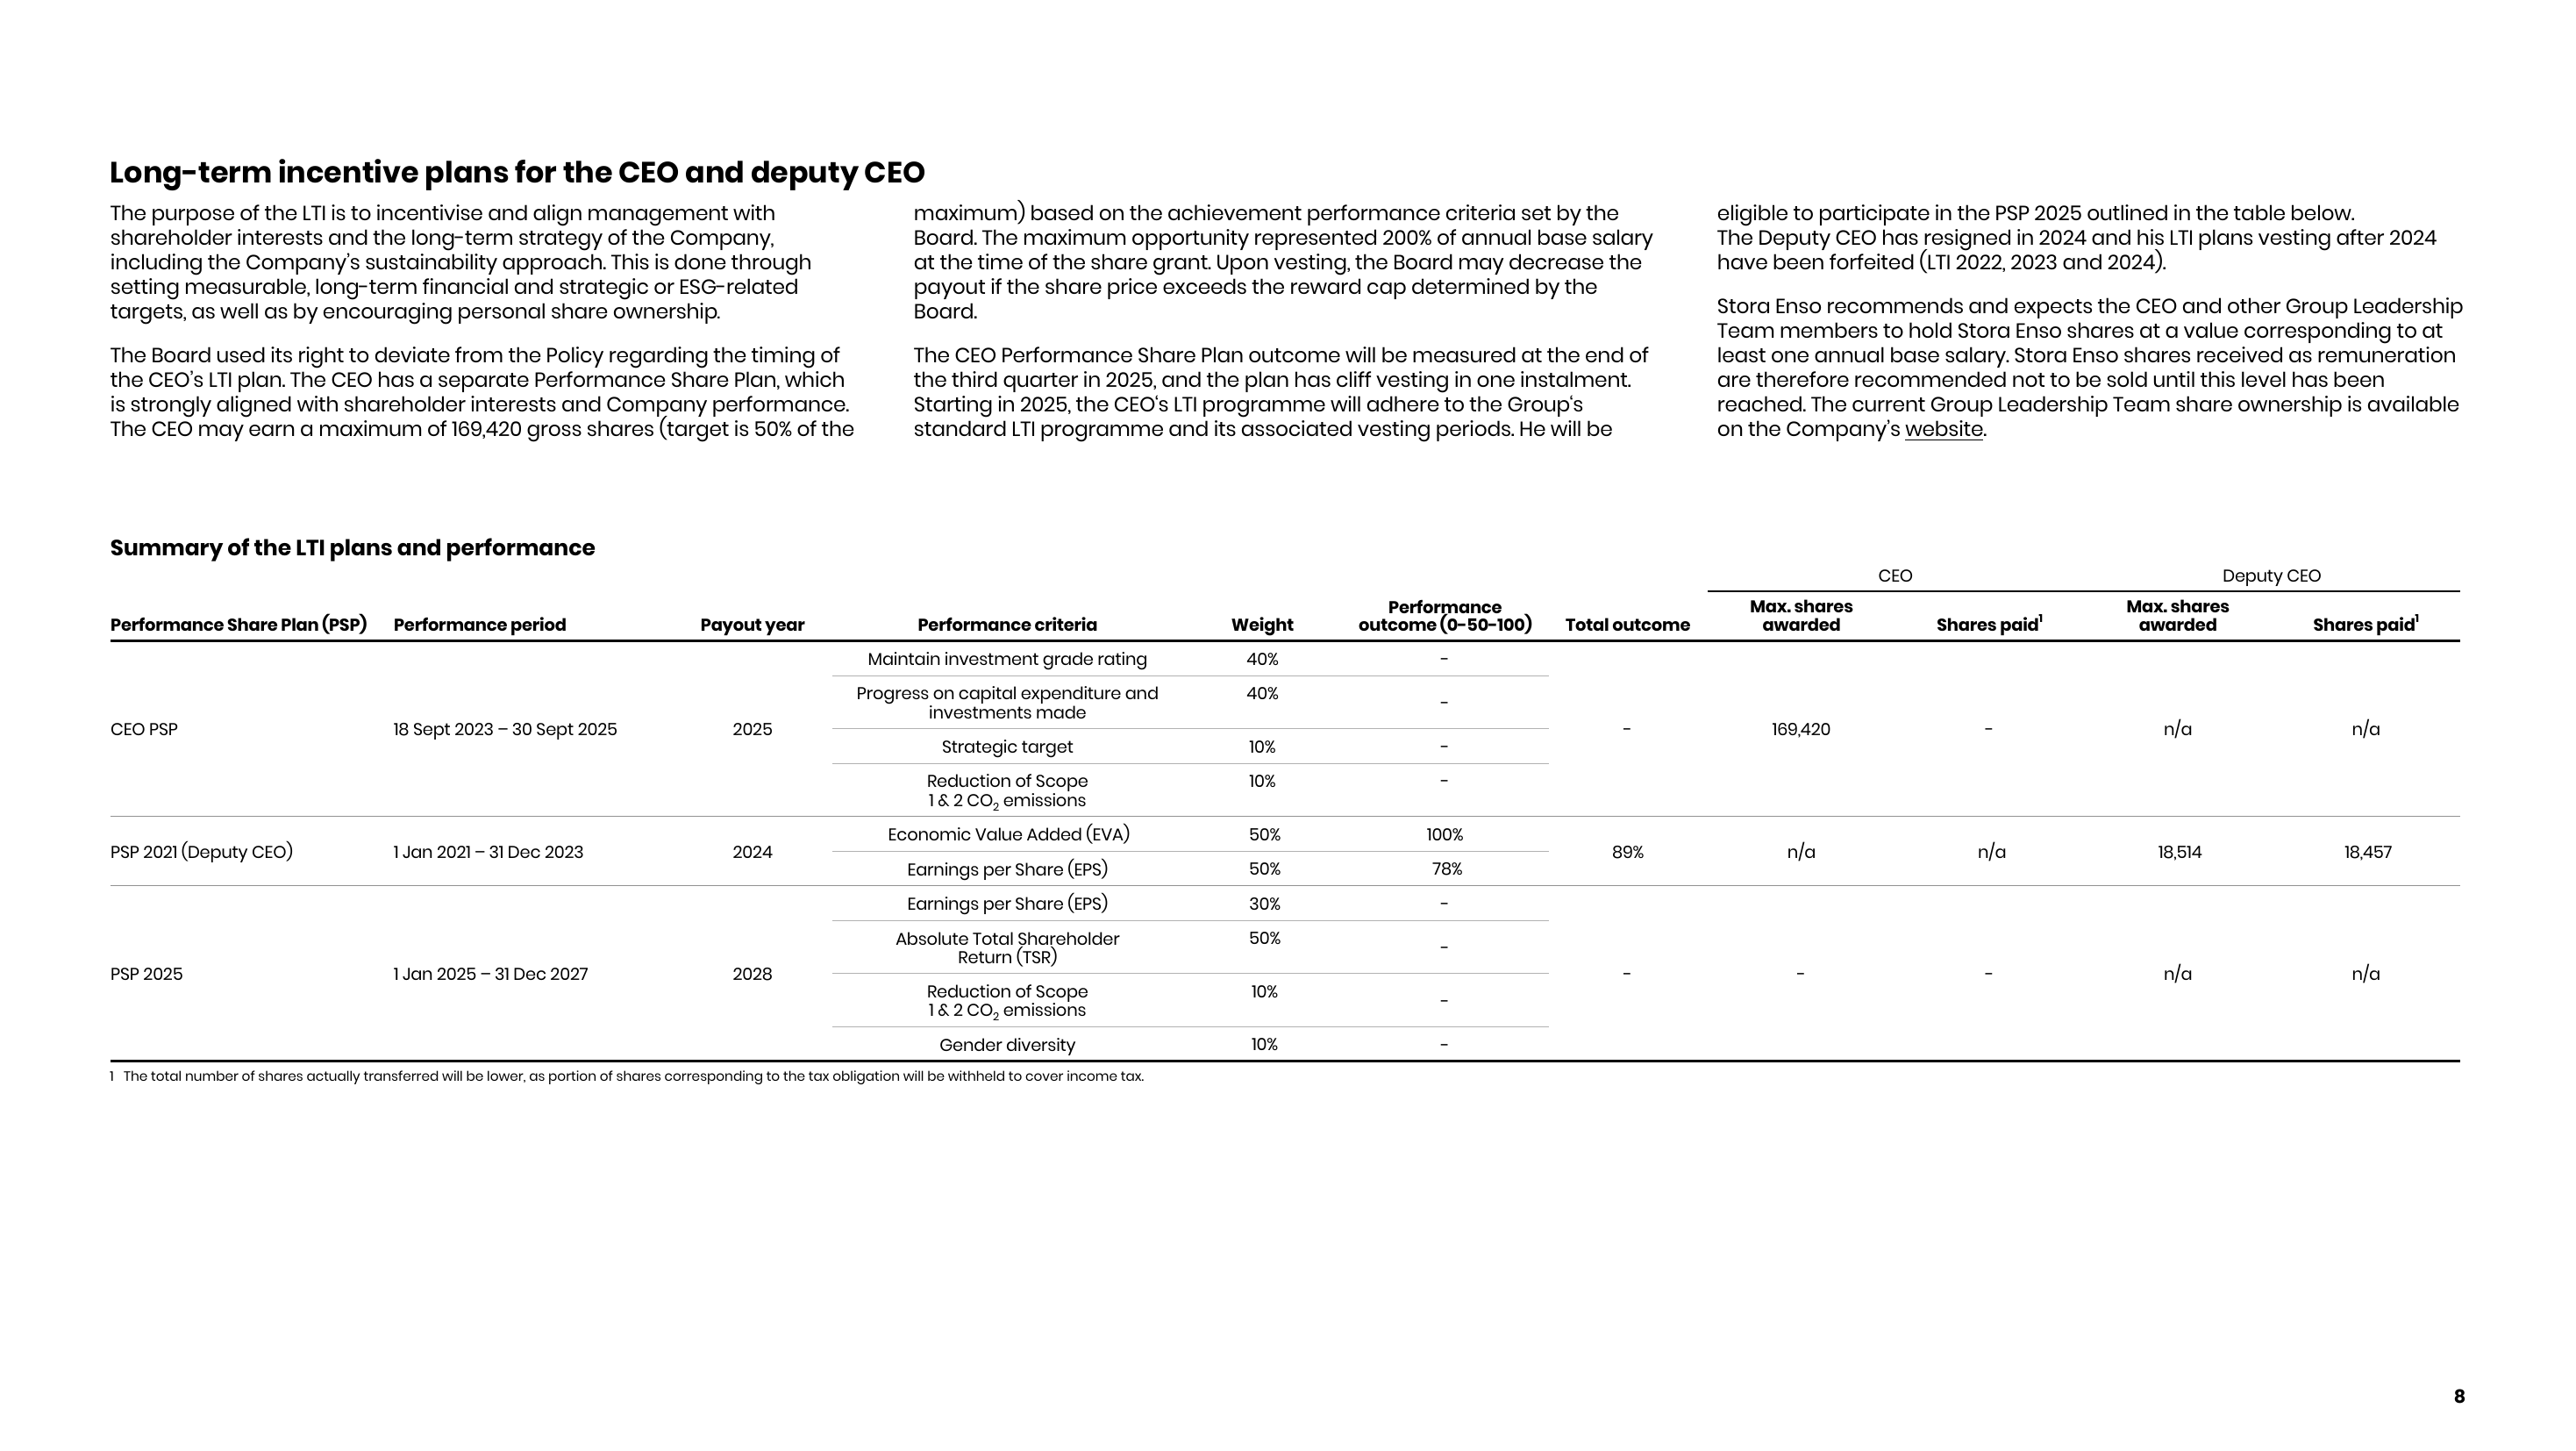 Long-term incentive plans for the CEO and deputy CEO
The purpose of the LTI is to incentivise and align management with
shareholder interests and the long-term strategy of the Company,
including the Company's sustainability approach. This is done through
setting measurable, long-term financial and strategic or ESG-related
targets, as well as by encouraging personal share ownership.
The Board used its right to deviate from the Policy regarding the timing of
the CEO's LTI plan. The CEO has a separate Performance Share Plan, which
is strongly aligned with shareholder interests and Company performance.
The CEO may earn a maximum of 169,420 gross shares (target is 50% of the
maximum) based on the achievement performance criteria set by the
Board. The maximum opportunity represented 200% of annual base salary
at the time of the share grant. Upon vesting, the Board may decrease the
payout if the share price exceeds the reward cap determined by the
Board.
The CEO Performance Share Plan outcome will be measured at the end of
the third quarter in 2025, and the plan has cliff vesting in one instalment.
Starting in 2025, the CEO‘s LTI programme will adhere to the Group‘s
standard LTI programme and its associated vesting periods. He will be
eligible to participate in the PSP 2025 outlined in the table below.
The Deputy CEO has resigned in 2024 and his LTI plans vesting after 2024
have been forfeited (LTI 2022, 2023 and 2024).
Stora Enso recommends and expects the CEO and other Group Leadership
Team members to hold Stora Enso shares at a value corresponding to at
least one annual base salary. Stora Enso shares received as remuneration
are therefore recommended not to be sold until this level has been
reached. The current Group Leadership Team share ownership is available
on the Company's website.
Summary of the LTI plans and performance
CEO Deputy CEO
Performance Share Plan (PSP) Performance period Payout year Performance criteria Weight Performance outcome (0-50-100) Total outcome Max. shares awarded Shares paid¹ Max. shares awarded Shares paid¹
Maintain investment grade rating 40% -
Progress on capital expenditure and investments made 40% -
CEO PSP 18 Sept 2023 – 30 Sept 2025 2025 - 169,420 - n/a n/a
Strategic target 10% -
Reduction of Scope 1 & 2 CO₂ emissions 10% -
Economic Value Added (EVA) 50% 100%
PSP 2021 (Deputy CEO) 1 Jan 2021 – 31 Dec 2023 2024 89% n/a n/a 18,514 18,457
Earnings per Share (EPS) 50% 78%
Earnings per Share (EPS) 30% -
Absolute Total Shareholder Return (TSR) 50% -
PSP 2025 1 Jan 2025 – 31 Dec 2027 2028 - - - n/a n/a
Reduction of Scope 1 & 2 CO₂ emissions 10% -
Gender diversity 10% -
1 The total number of shares actually transferred will be lower, as portion of shares corresponding to the tax obligation will be withheld to cover income tax.
8